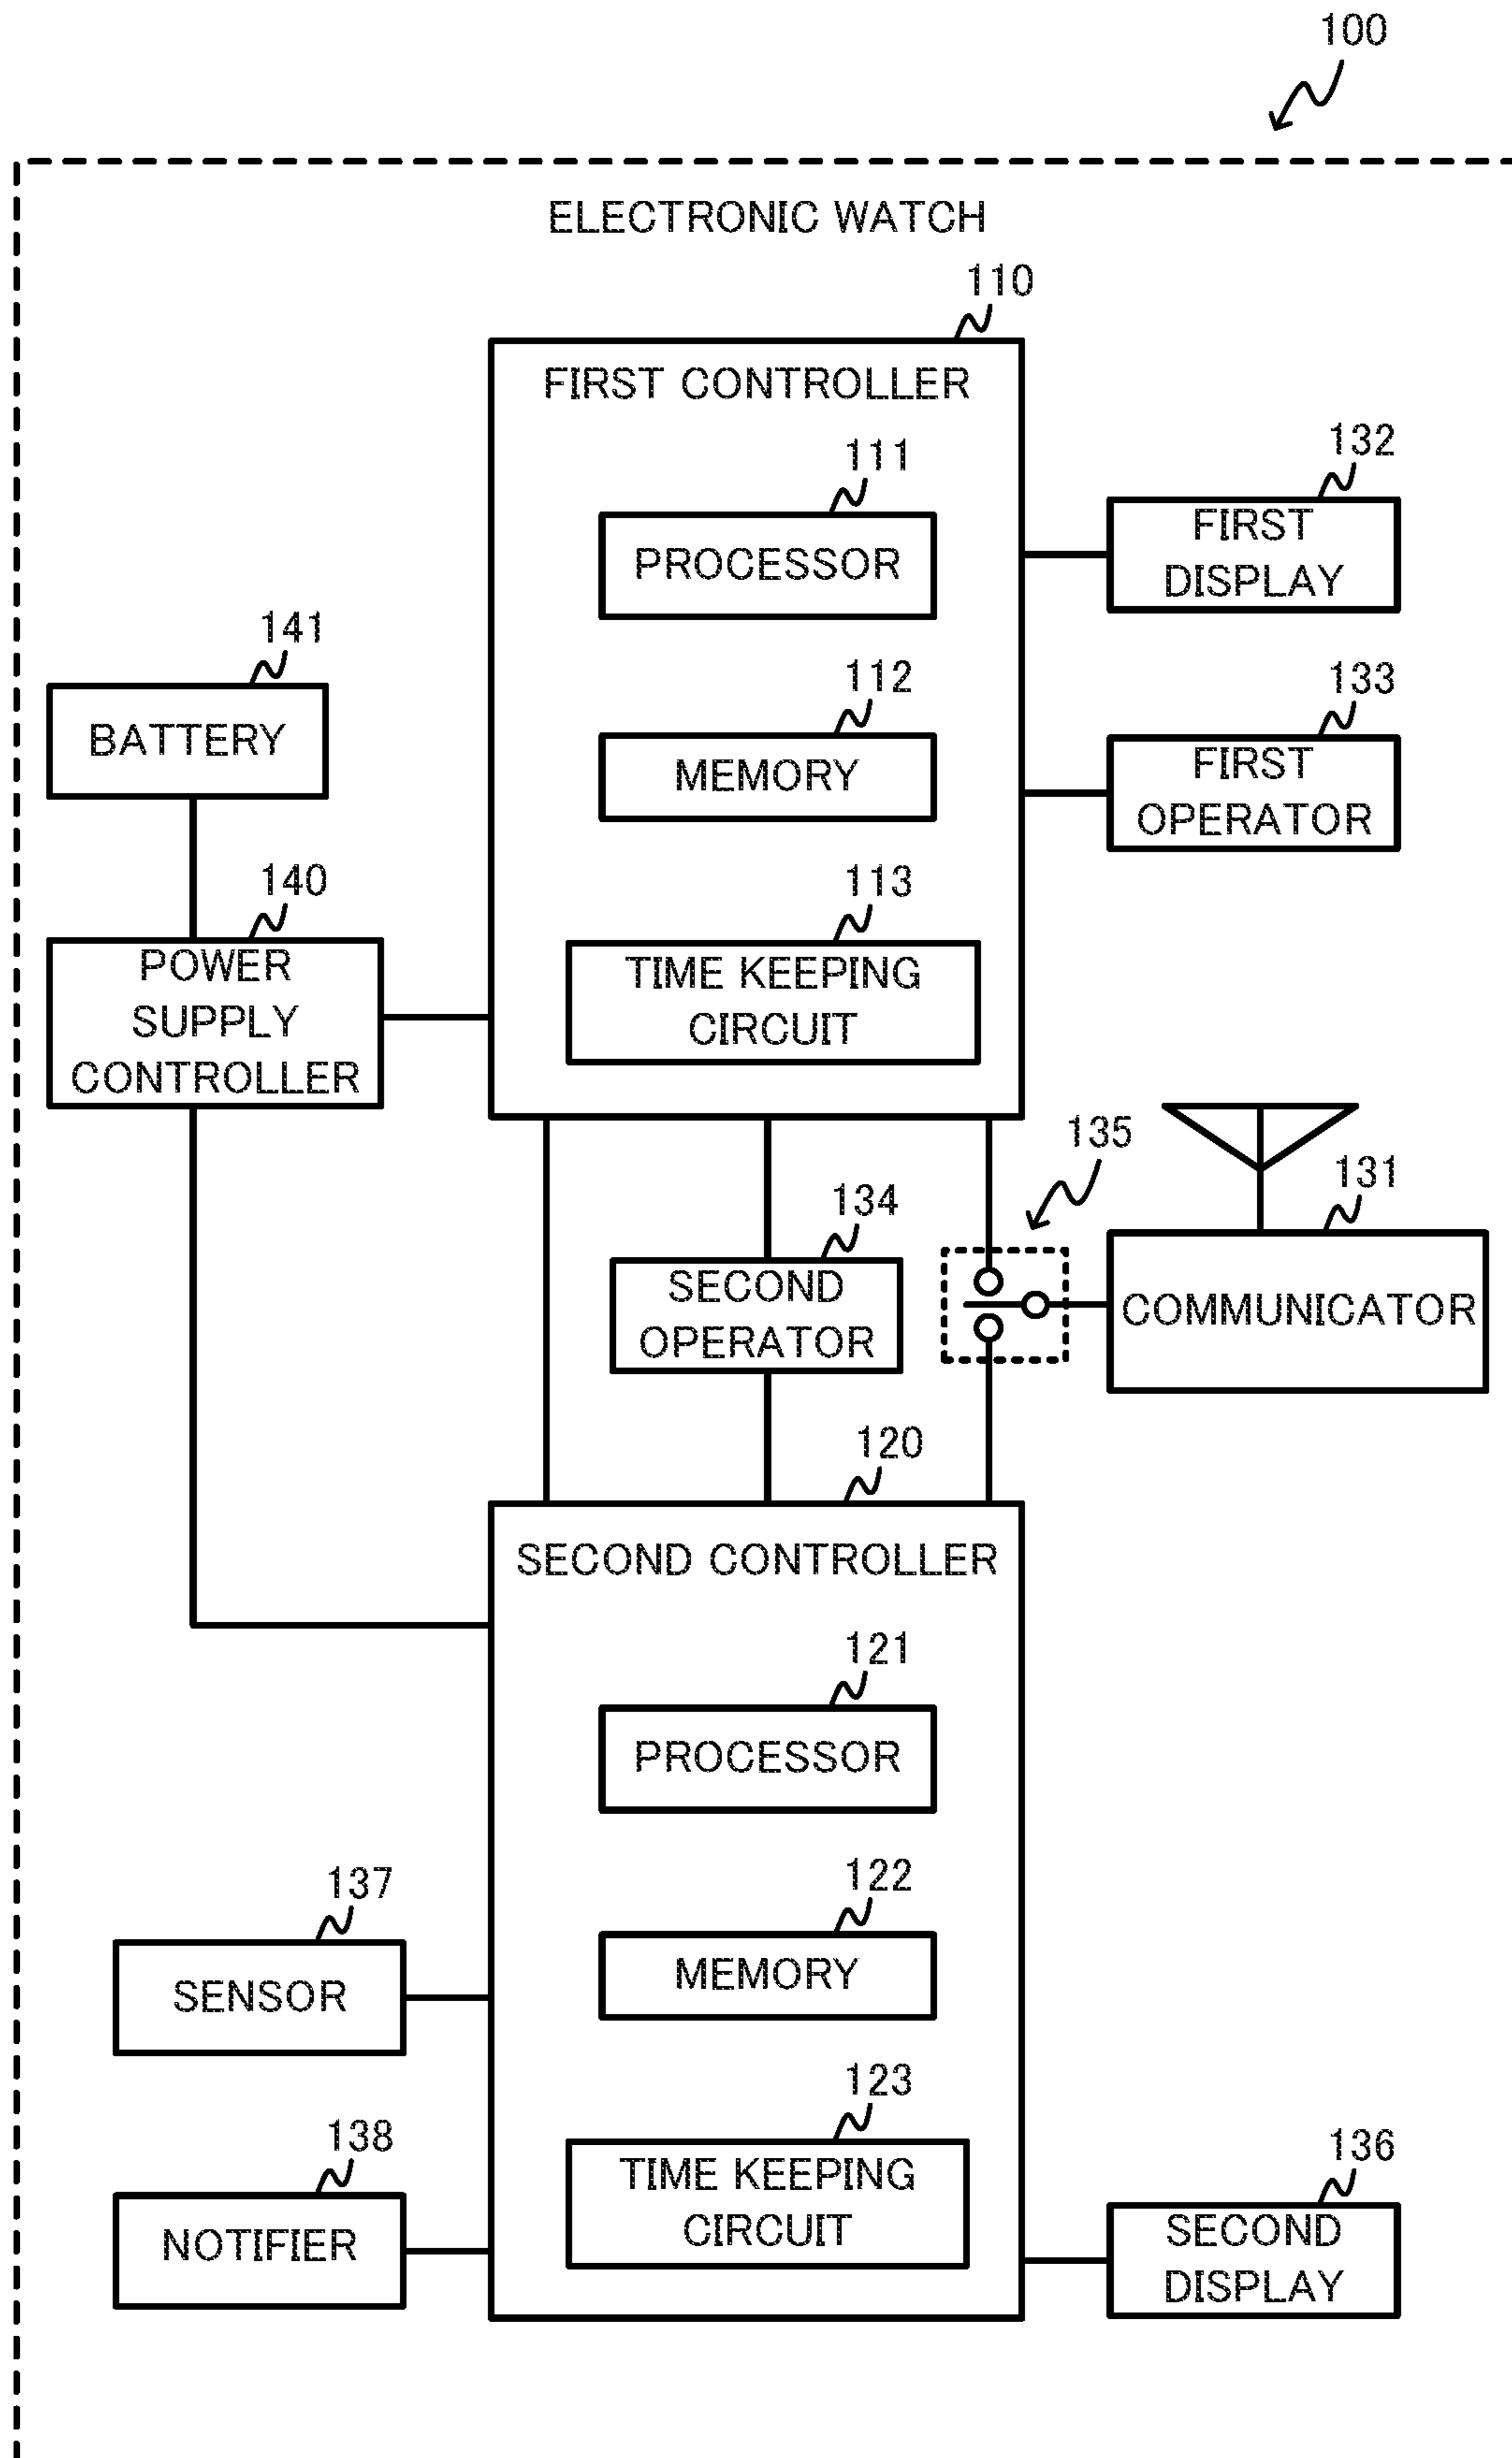 100
ELECTRONIC WATCH
110
FIRST CONTROLLER
111
PROCESSOR
132
FIRST
DISPLAY
141
BATTERY
112
MEMORY
133
FIRST
OPERATOR
140
POWER
SUPPLY
CONTROLLER
113
TIME KEEPING
CIRCUIT
135
131
COMMUNICATOR
134
SECOND
OPERATOR
120
SECOND CONTROLLER
121
PROCESSOR
137
SENSOR
122
MEMORY
138
NOTIFIER
123
TIME KEEPING
CIRCUIT
136
SECOND
DISPLAY